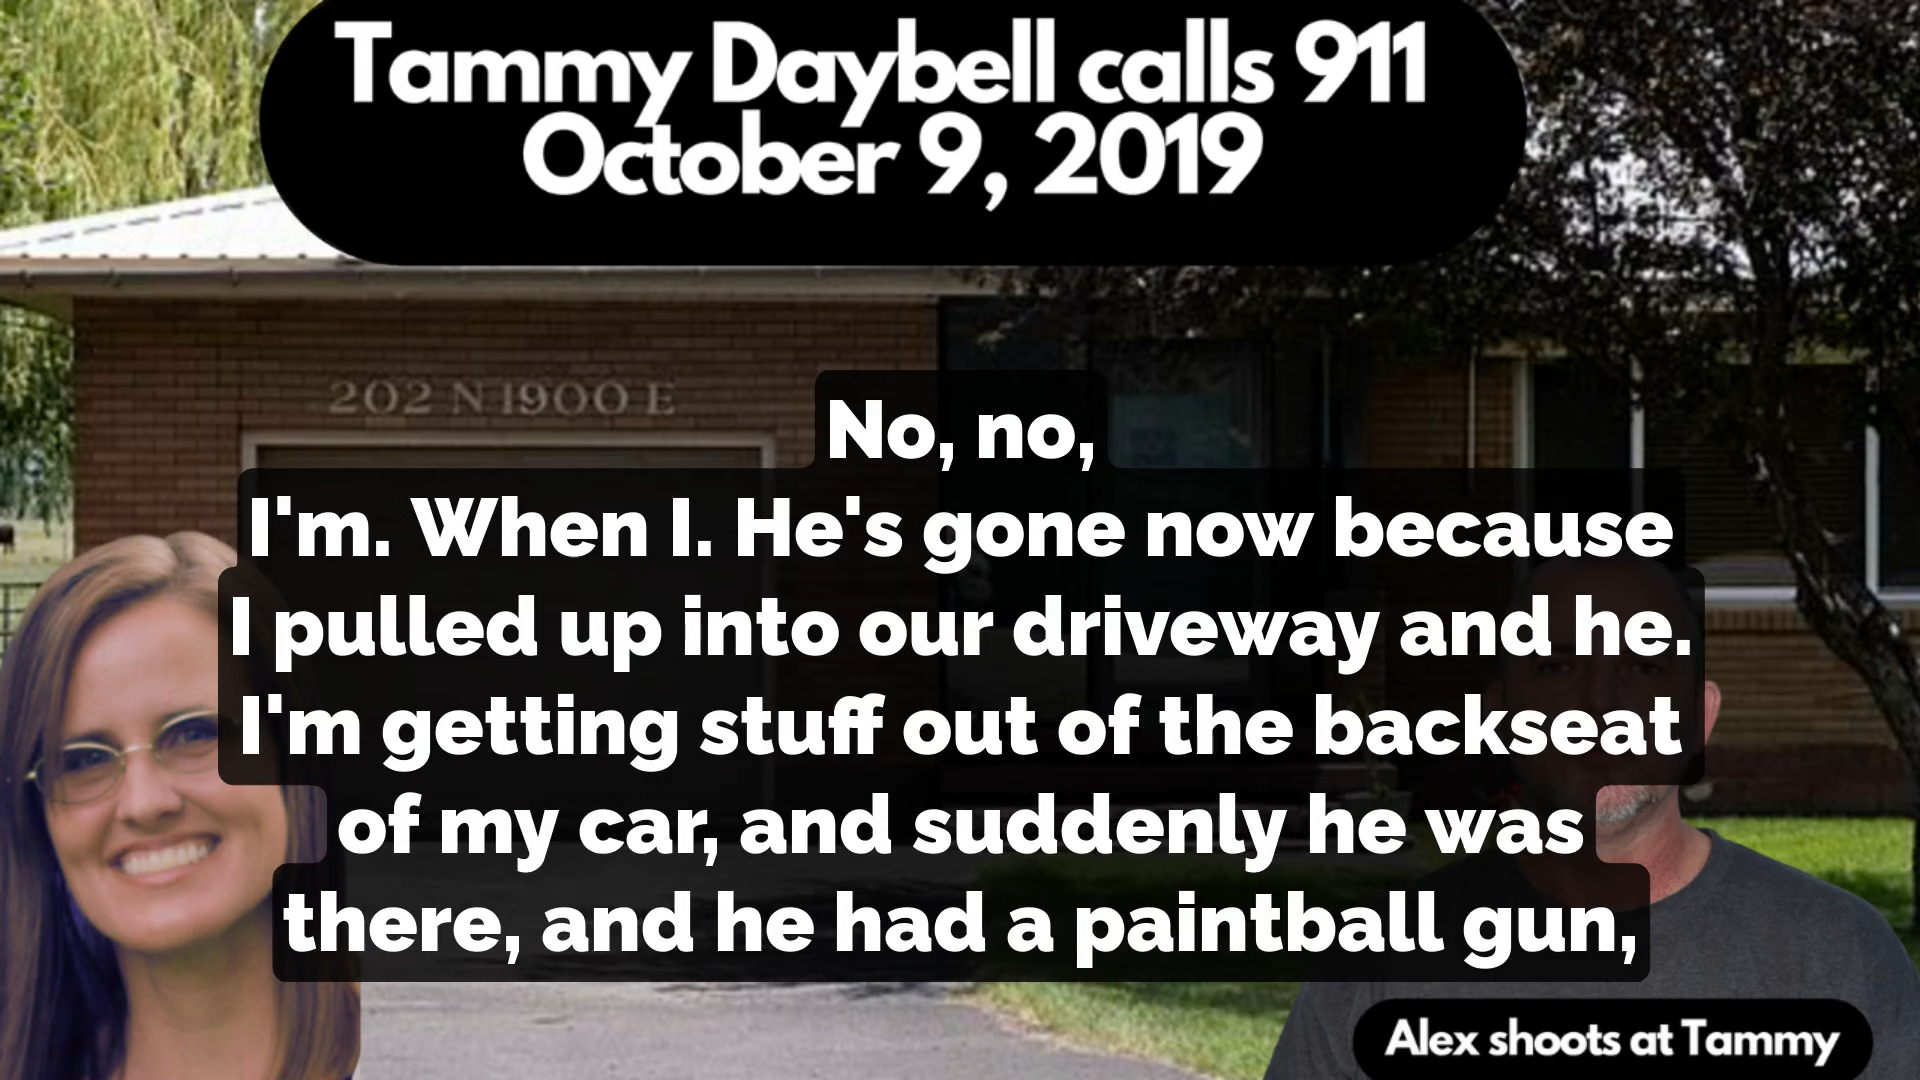 Tammy Daybell calls 911
October 9, 2019
202 N 1900 E
No, no,
I'm. When I. He's gone now because
I pulled up into our driveway and he.
I'm getting stuff out of the backseat
of my car, and suddenly he was
there, and he had a paintball gun,
Alex shoots at Tammy